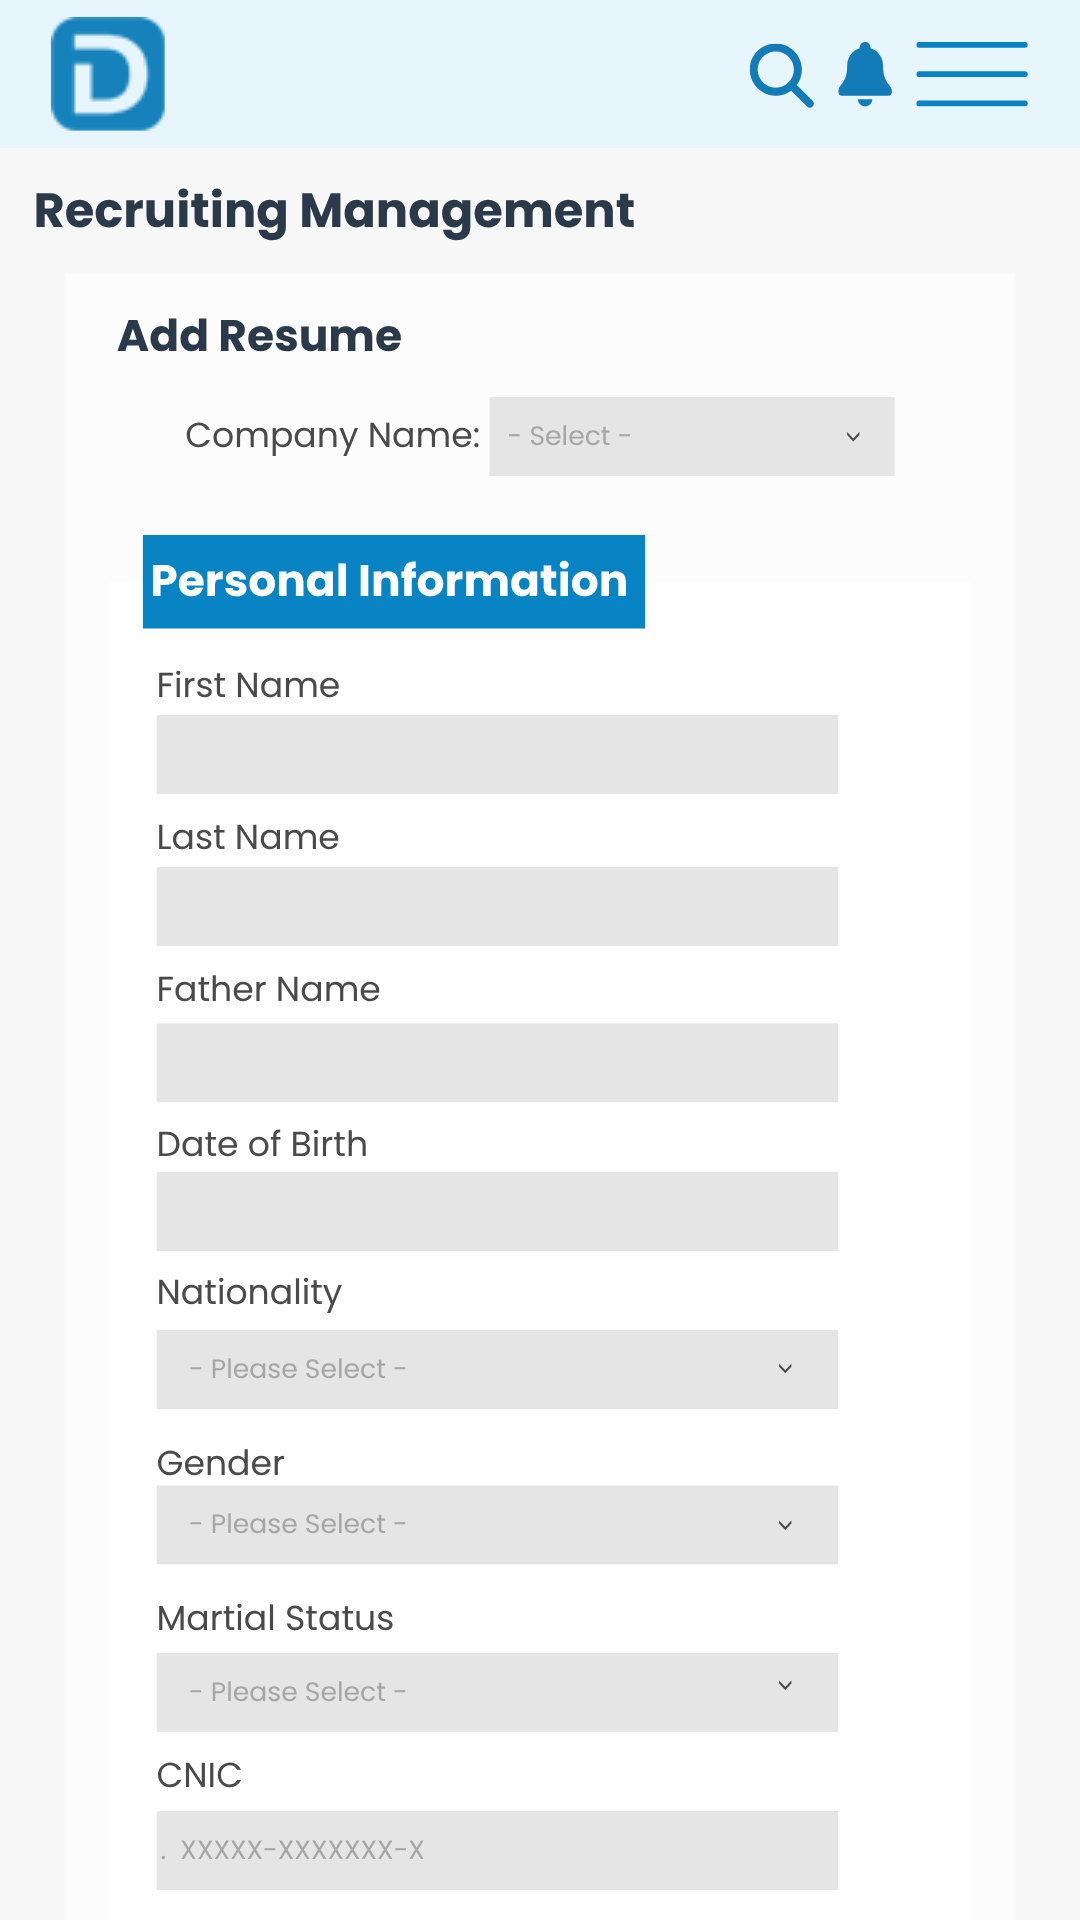 D
Recruiting Management
Add Resume
Company Name: - Select -
Personal Information
First Name
Last Name
Father Name
Date of Birth
Nationality
- Please Select -
Gender
- Please Select -
Martial Status
- Please Select -
CNIC
. XXXXX-XXXXXXX-X